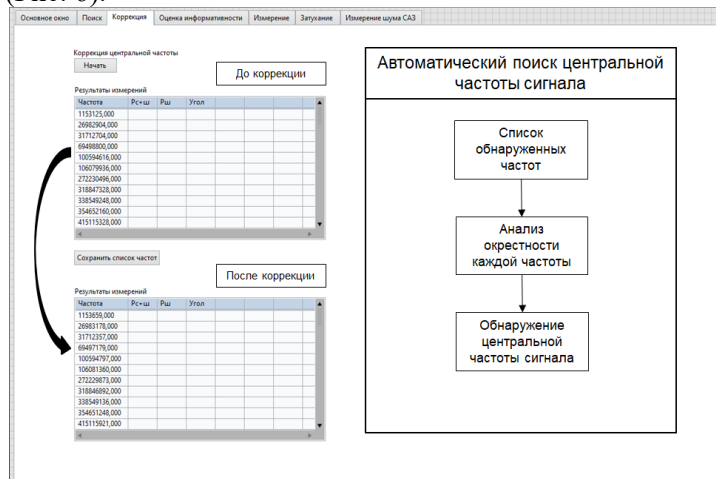 (Рис. 6).
Основное окно Поиск Коррекция Оценка информативности Измерение Затухание Измерение шума САЗ
Коррекция центральной частоты
Начать
До коррекции
Результаты измерений
Частота Рс+ш Рш Угол
1153125,000
26982904,000
31712704,000
69498800,000
100594616,000
106079936,000
272230496,000
318847328,000
338549248,000
354652160,000
415115328,000
Сохранить список частот
После коррекции
Результаты измерений
Частота Рс+ш Рш Угол
1153659,000
26983178,000
31712357,000
69497179,000
100594797,000
106081360,000
272229873,000
318846892,000
338549136,000
354651248,000
415115921,000
Автоматический поиск центральной
частоты сигнала
Список
обнаруженных
частот
Анализ
окрестности
каждой частоты
Обнаружение
центральной
частоты сигнала